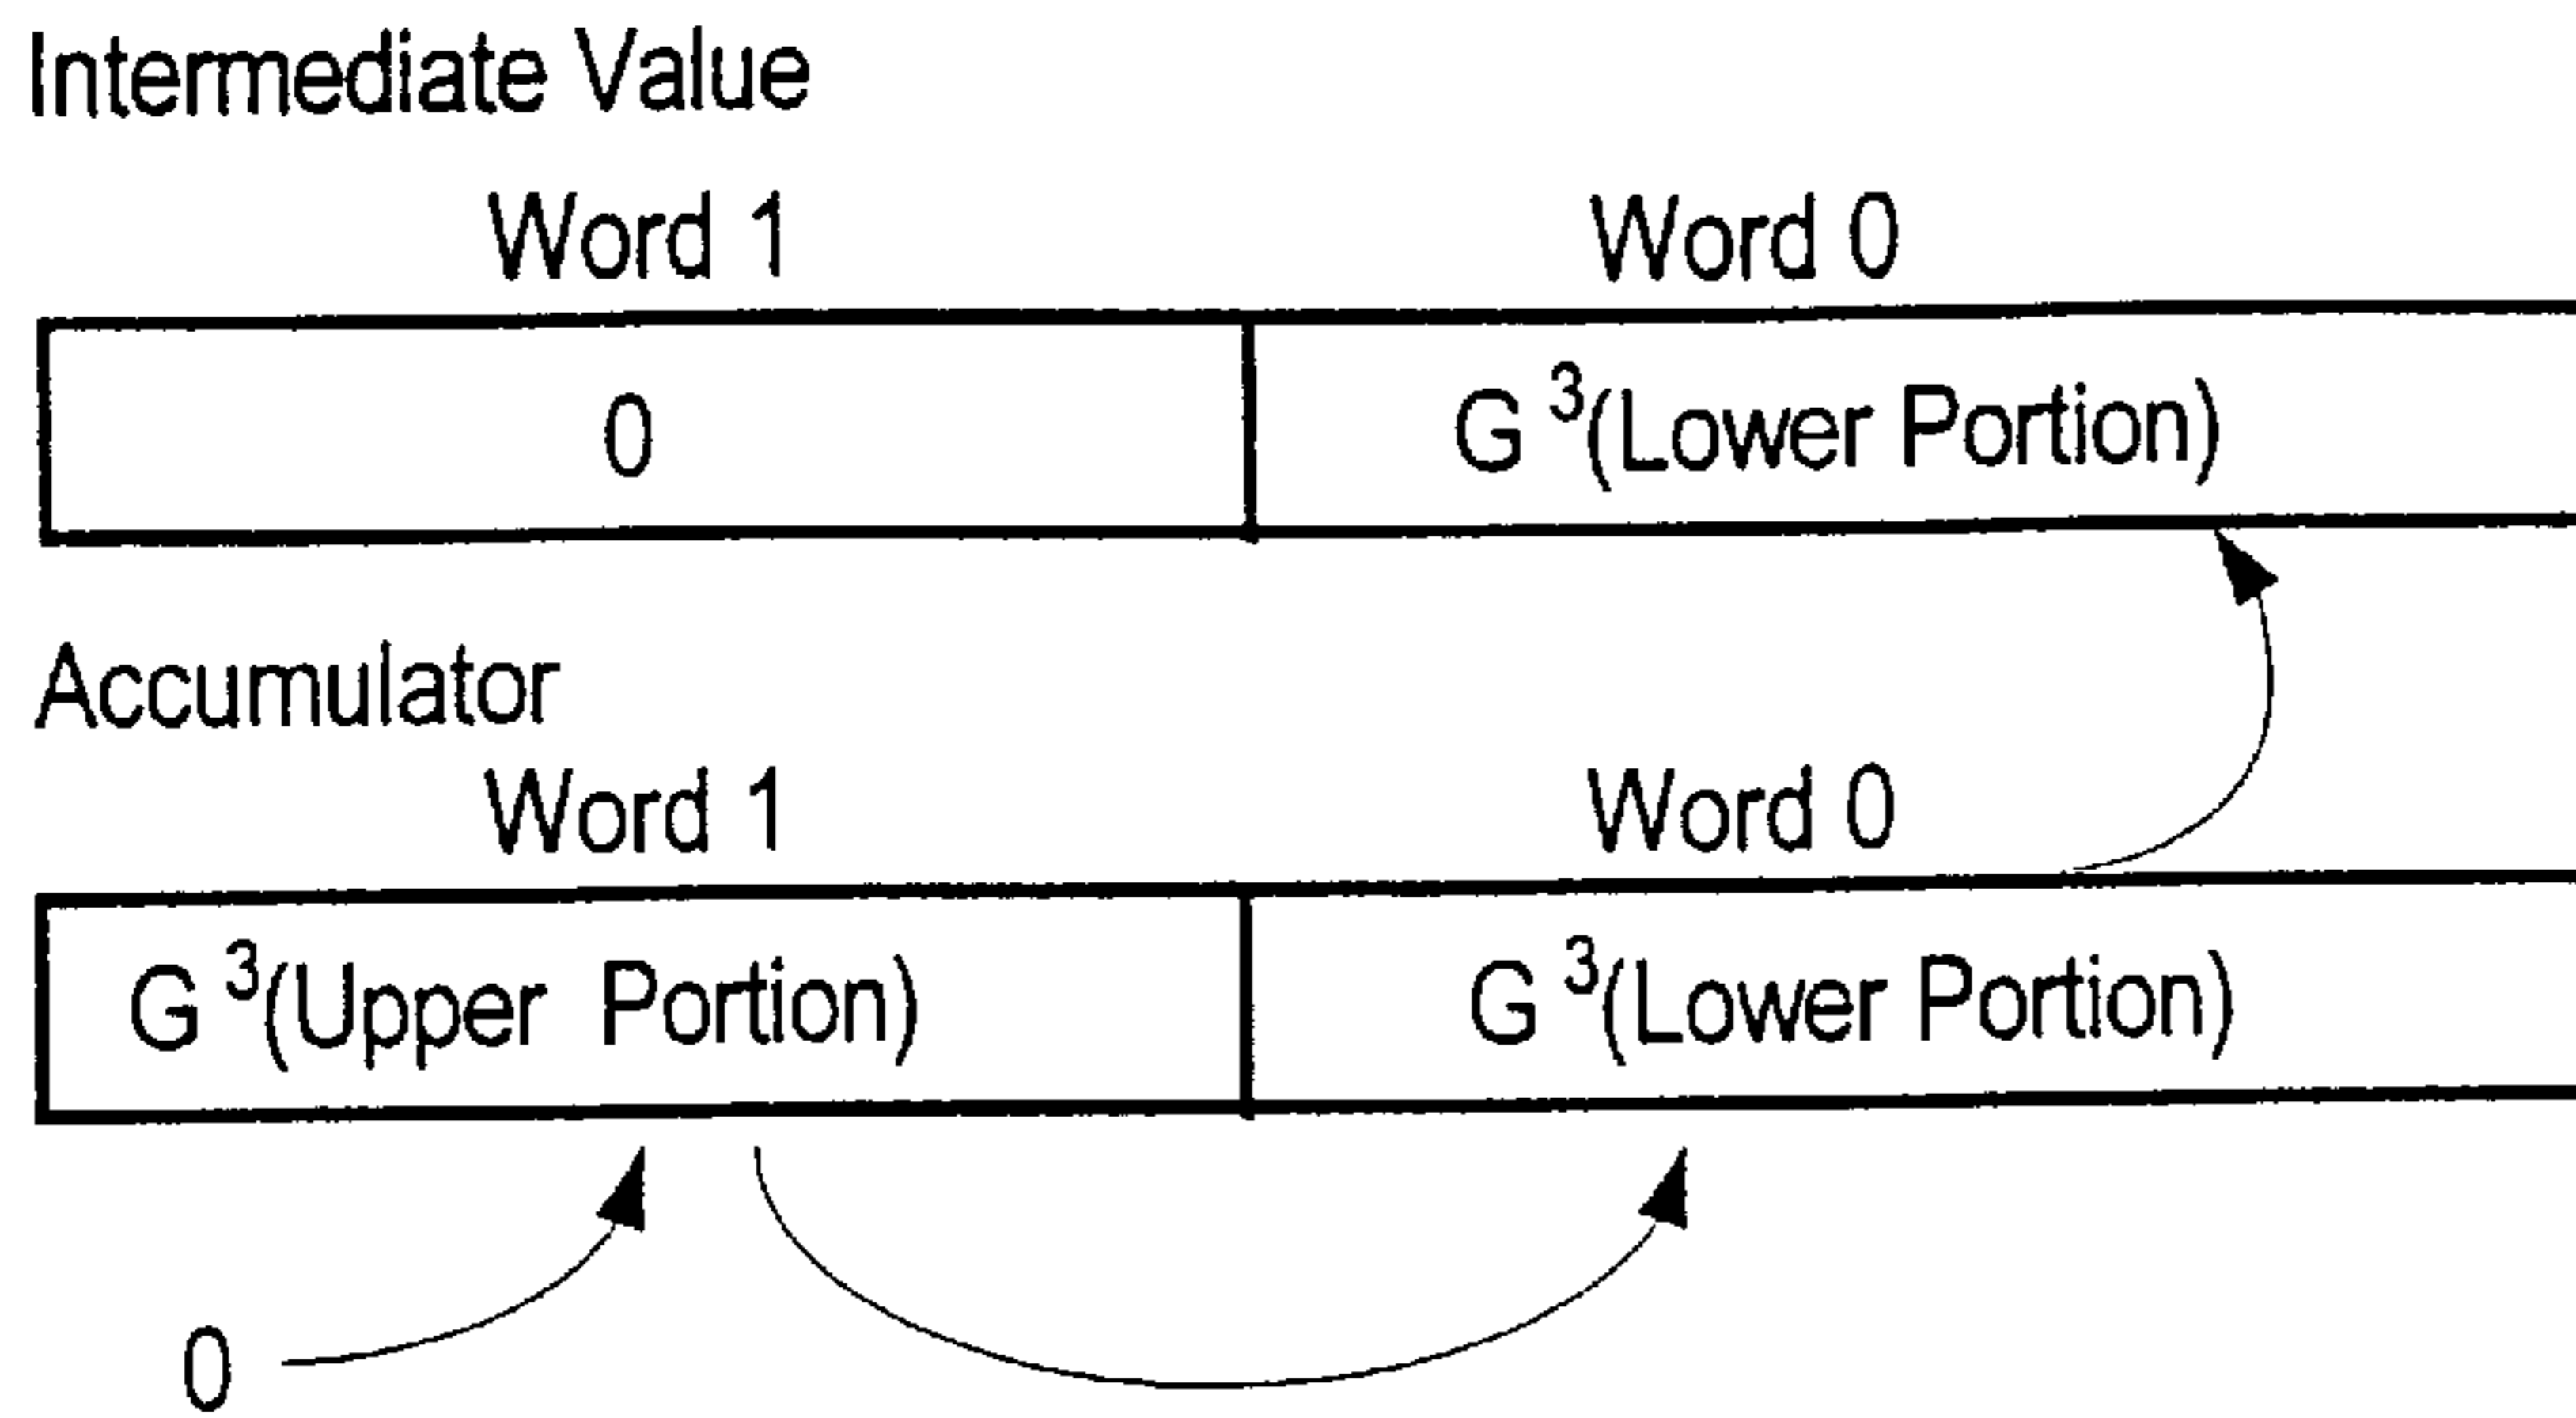 Intermediate Value
Word 1 Word 0
0 G ³(Lower Portion)
Accumulator
Word 1 Word 0
G ³(Upper Portion) G ³(Lower Portion)
0